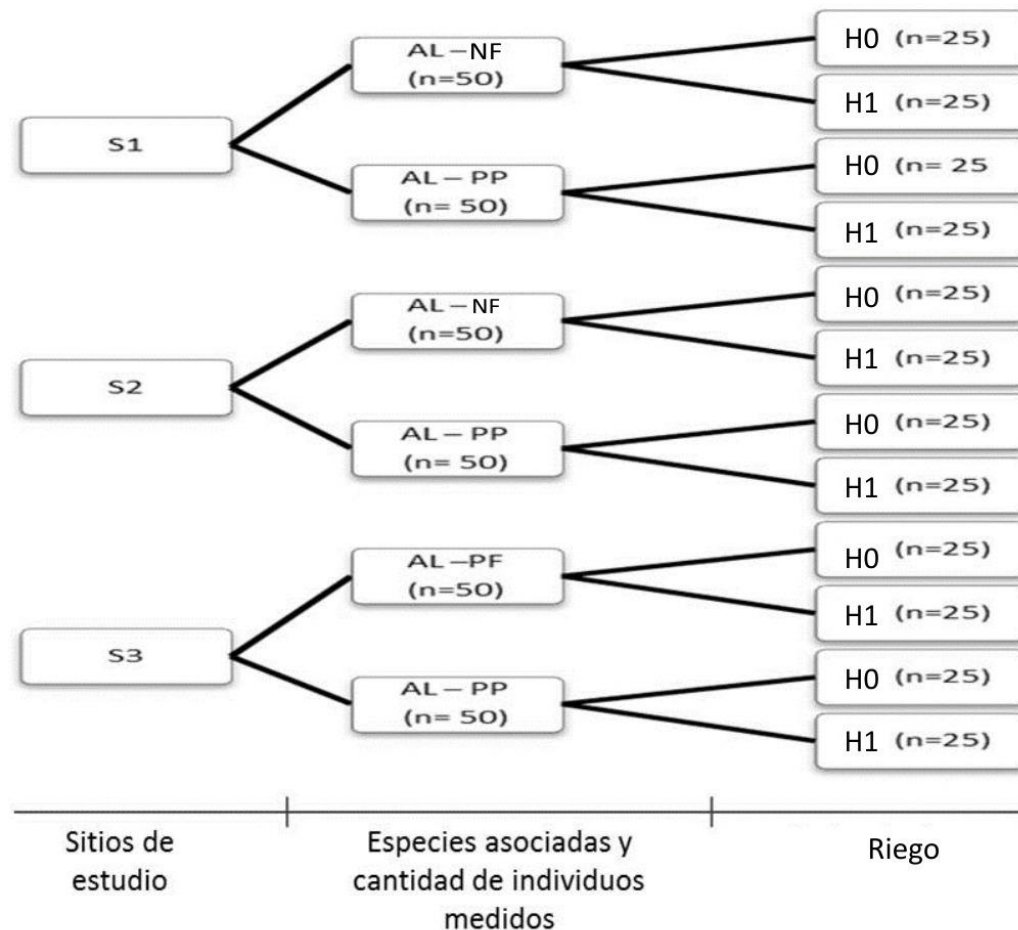 S1
AL – NF
(n=50)
H0 (n=25)
H1 (n=25)
AL – PP
(n= 50)
H0 (n= 25
H1 (n=25)
S2
AL – NF
(n=50)
H0 (n=25)
H1 (n=25)
AL – PP
(n= 50)
H0 (n=25)
H1 (n=25)
S3
AL –PF
(n=50)
H0 (n=25)
H1 (n=25)
AL – PP
(n= 50)
H0 (n=25)
H1 (n=25)
Sitios de
estudio
Especies asociadas y
cantidad de individuos
medidos
Riego